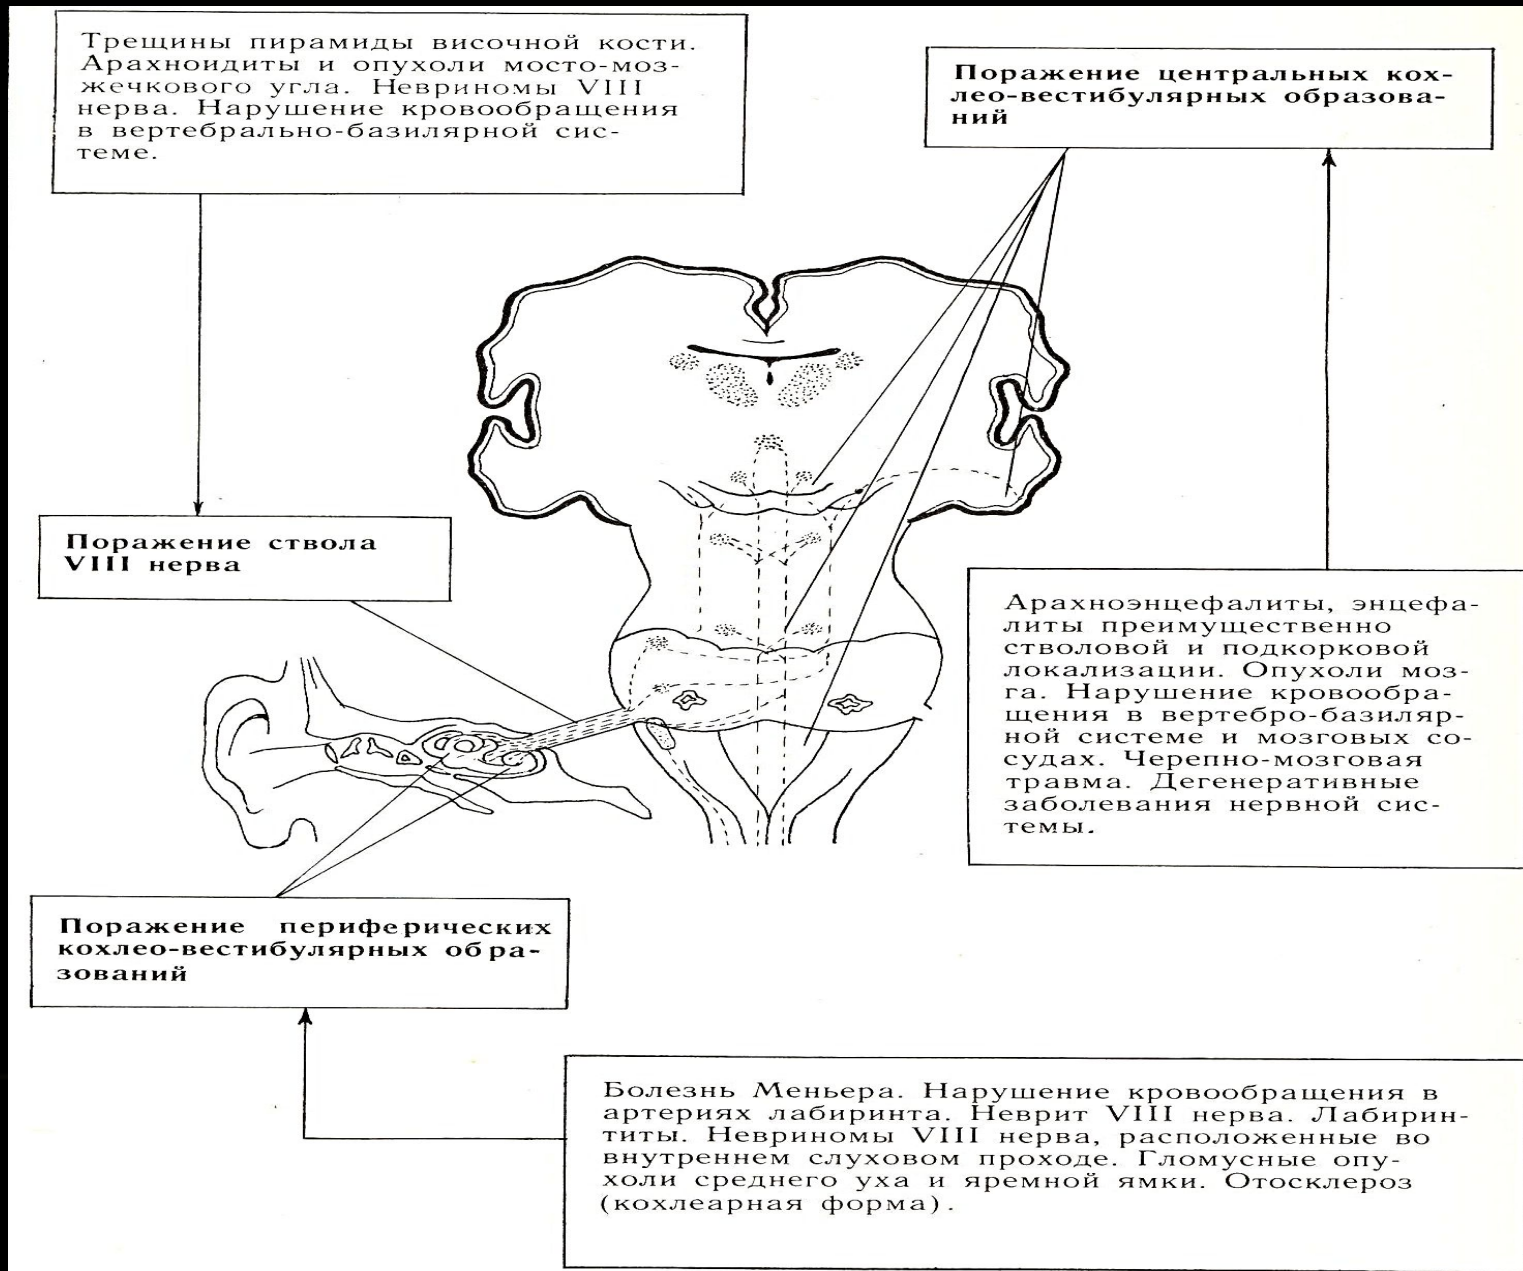 Трещины пирамиды височной кости.
Арахноидиты и опухоли мосто-моз-
жечкового угла. Невриномы VIII
нерва. Нарушение кровообращения
в вертебрально-базилярной сис-
теме.
Поражение центральных кох-
лео-вестибулярных образова-
ний
Поражение ствола
VIII нерва
Арахноэнцефалиты, энцефа-
литы преимущественно
стволовой и подкорковой
локализации. Опухоли моз-
га. Нарушение кровообра-
щения в вертебро-базиляр-
ной системе и мозговых со-
судах. Черепно-мозговая
травма. Дегенеративные
заболевания нервной сис-
темы.
Поражение периферических
кохлео-вестибулярных обра-
зований
Болезнь Меньера. Нарушение кровообращения в
артериях лабиринта. Неврит VIII нерва. Лабирин-
титы. Невриномы VIII нерва, расположенные во
внутреннем слуховом проходе. Гломусные опу-
холи среднего уха и яремной ямки. Отосклероз
(кохлеарная форма).